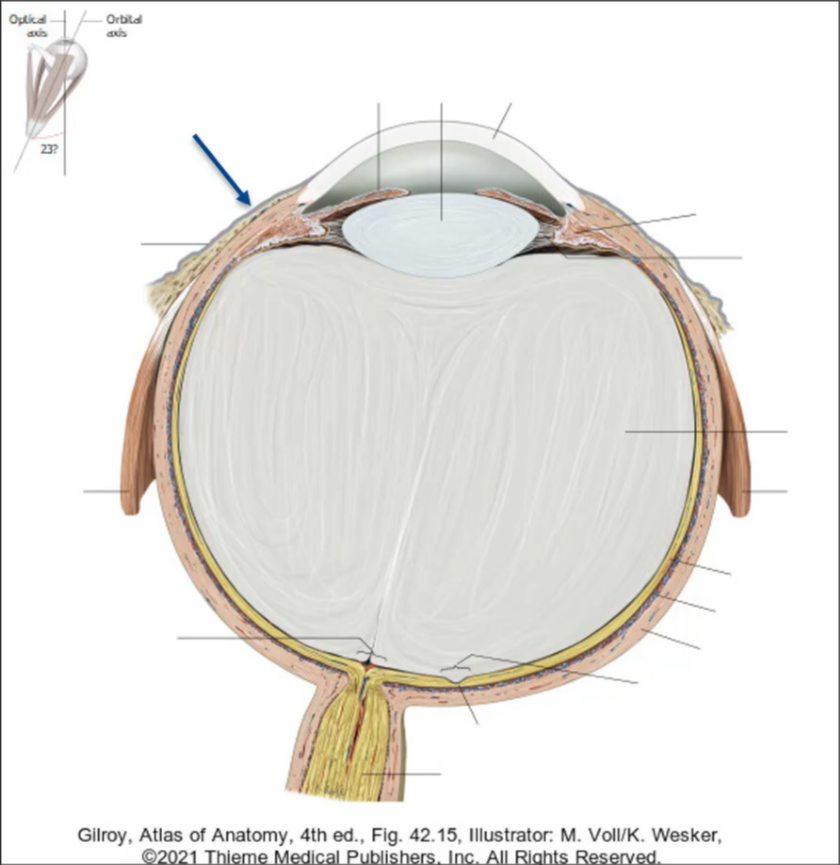 Optical axis
Orbital axis
23?
Gilroy, Atlas of Anatomy, 4th ed., Fig. 42.15, Illustrator: M. Voll/K. Wesker,
©2021 Thieme Medical Publishers, Inc. All Rights Reserved.